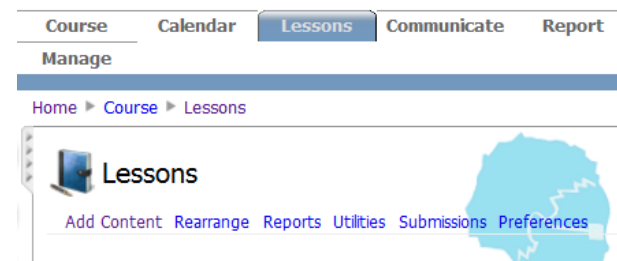 Course Calendar Lessons Communicate Report
Manage
Home Course Lessons
Lessons
Add Content Rearrange Reports Utilities Submissions Preferences